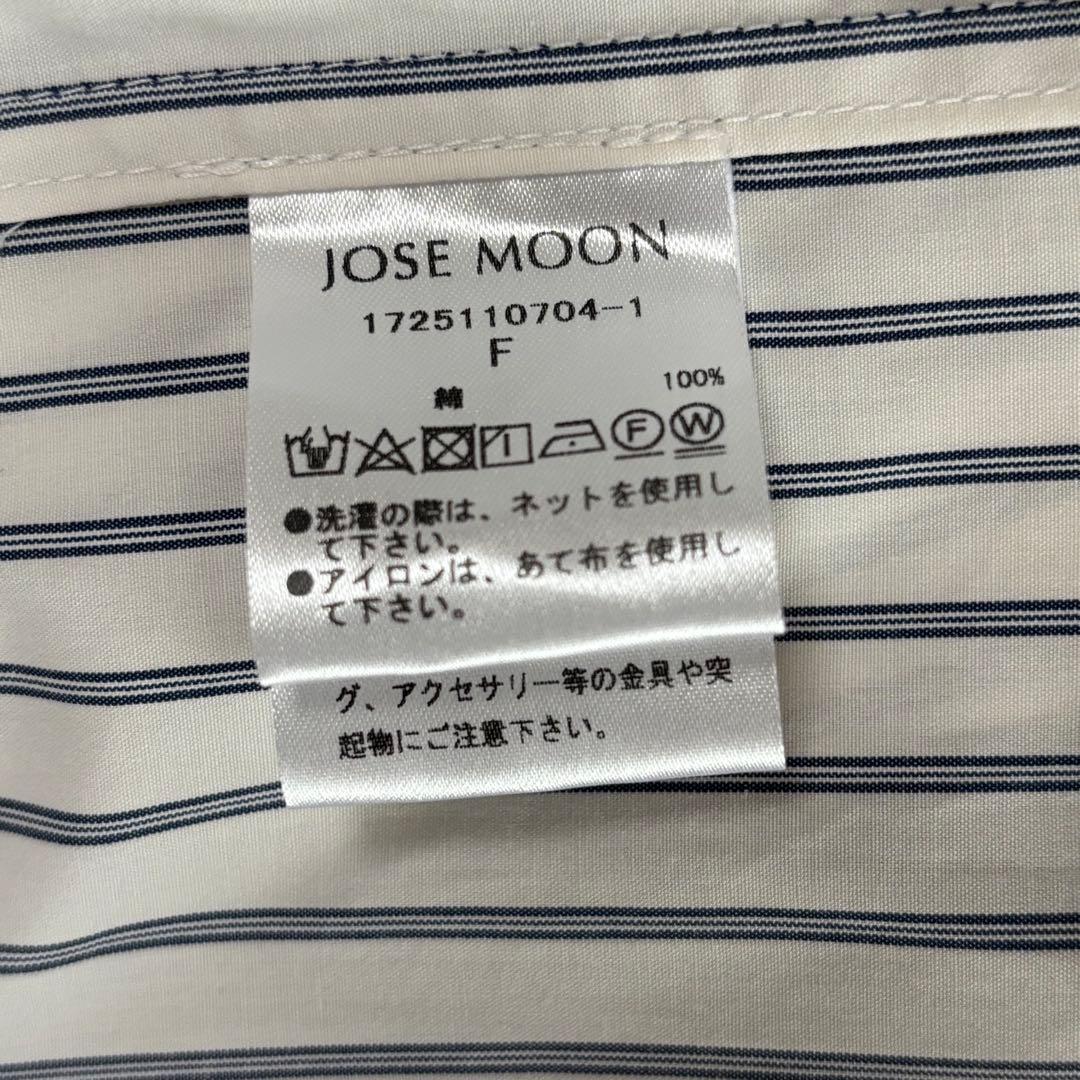 JOSE MOON
1725110704-1
F
綿 100%
F W
●洗濯の際は、ネットを使用し
て下さい。
●アイロンは、あて布を使用し
て下さい。
グ、アクセサリー等の金具や突
起物にご注意下さい。